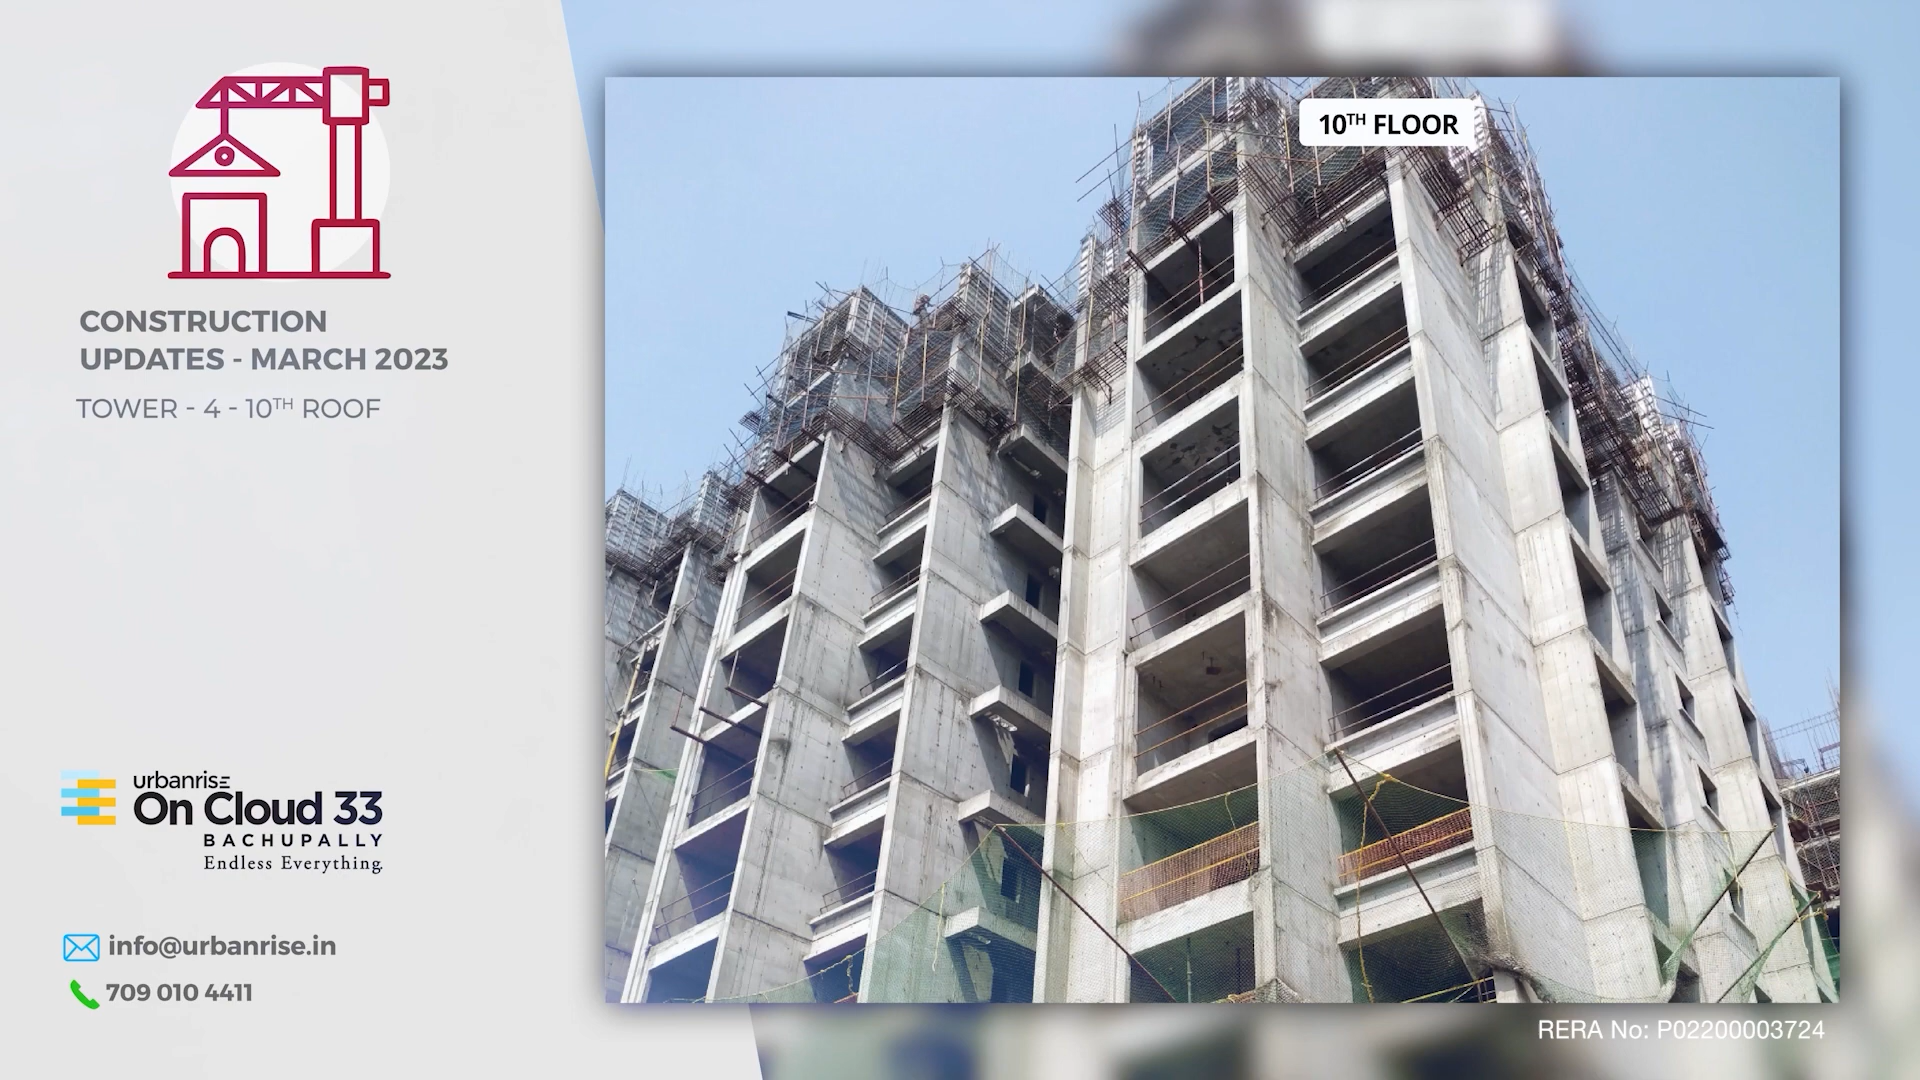 CONSTRUCTION
UPDATES - MARCH 2023
TOWER - 4 - 10TH ROOF
10TH FLOOR
urbanrise
On Cloud 33
BACHUPALLY
Endless Everything
info@urbanrise.in
709 010 4411
RERA No: P02200003724